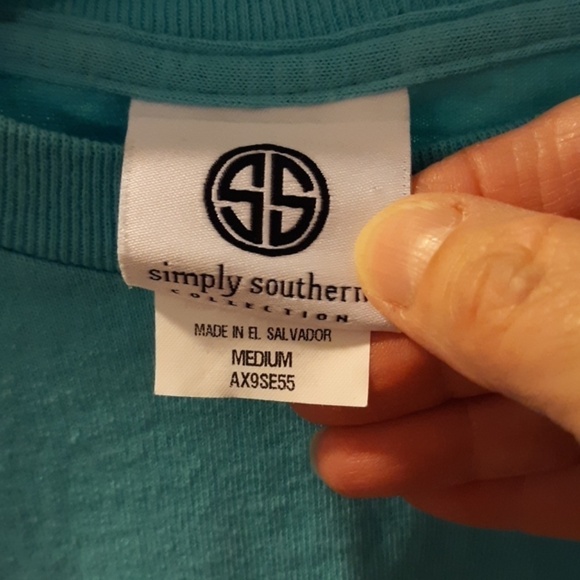 SS
simply southern
COLLECTION
MADE IN EL SALVADOR
MEDIUM
AX9SE55